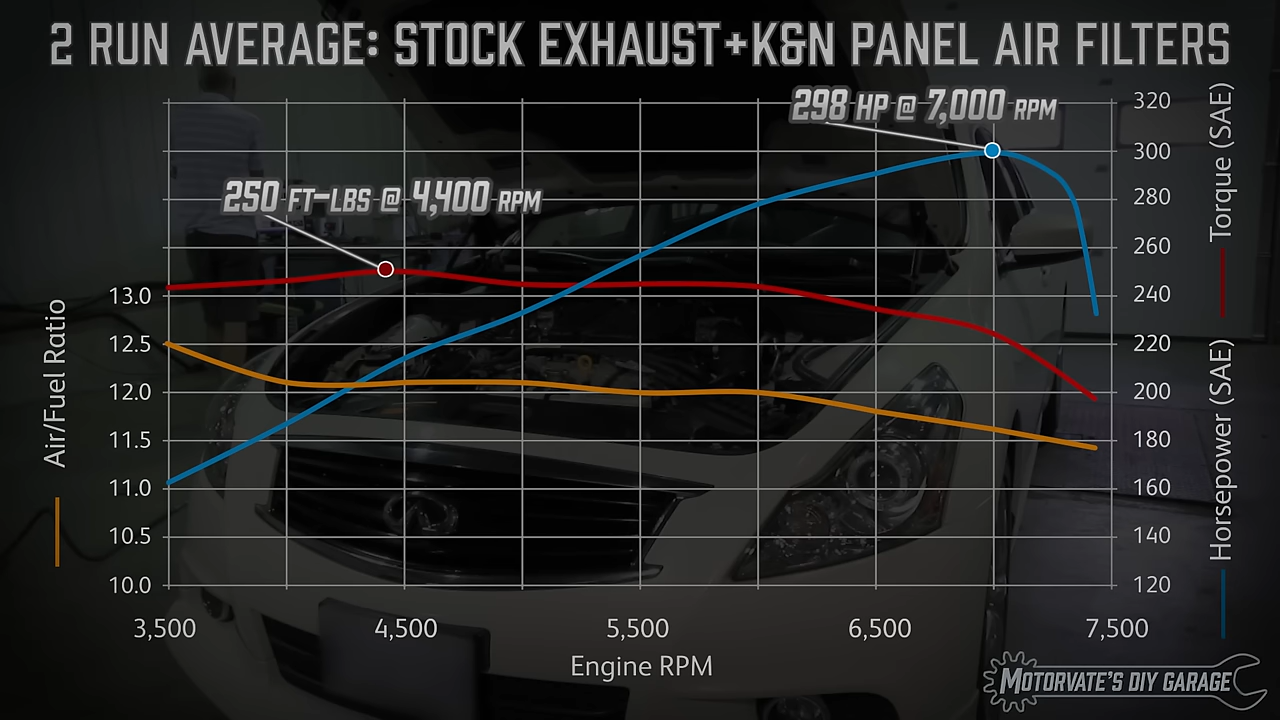 2 RUN AVERAGE: STOCK EXHAUST+K&N PANEL AIR FILTERS
298 HP @ 7,000 RPM
250 FT-LBS @ 4,400 RPM
Air/Fuel Ratio
13.0
12.5
12.0
11.5
11.0
10.5
10.0
320
300
280
260
240
220
200
180
160
140
120
Torque (SAE)
Horsepower (SAE)
3,500 4,500 5,500 6,500 7,500
Engine RPM
MOTORVATE'S DIY GARAGE